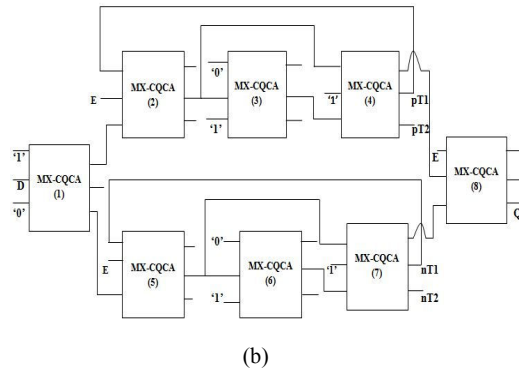 MX-CQCA
(2)
E
'0'
MX-CQCA
(3)
'1'
MX-CQCA
(4)
'1'
pT1
pT2
'1'
D
'0'
MX-CQCA
(1)
E
MX-CQCA
(8)
Q
MX-CQCA
(5)
E
'0'
MX-CQCA
(6)
'1'
MX-CQCA
(7)
'1'
nT1
nT2
(b)